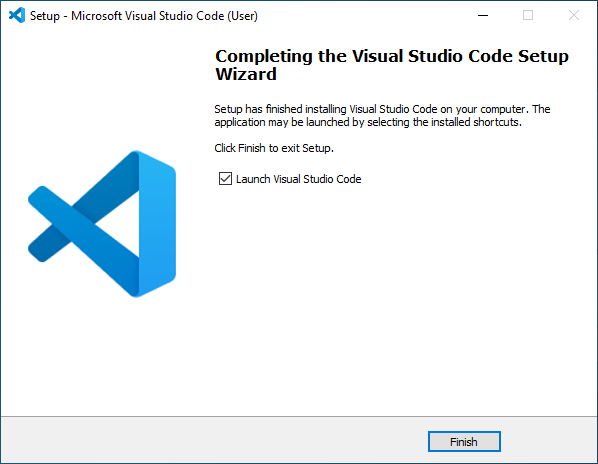 Setup - Microsoft Visual Studio Code (User)
Completing the Visual Studio Code Setup
Wizard
Setup has finished installing Visual Studio Code on your computer. The
application may be launched by selecting the installed shortcuts.
Click Finish to exit Setup.
Launch Visual Studio Code
Finish